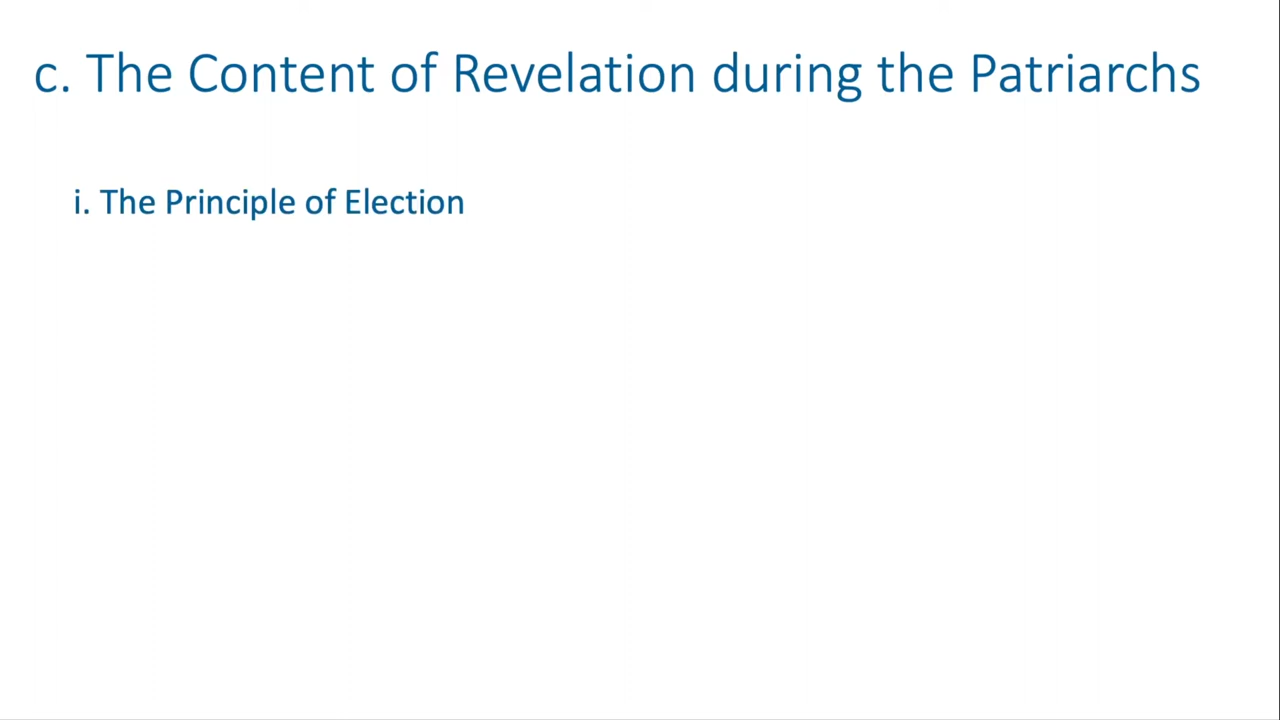 c. The Content of Revelation during the Patriarchs
i. The Principle of Election